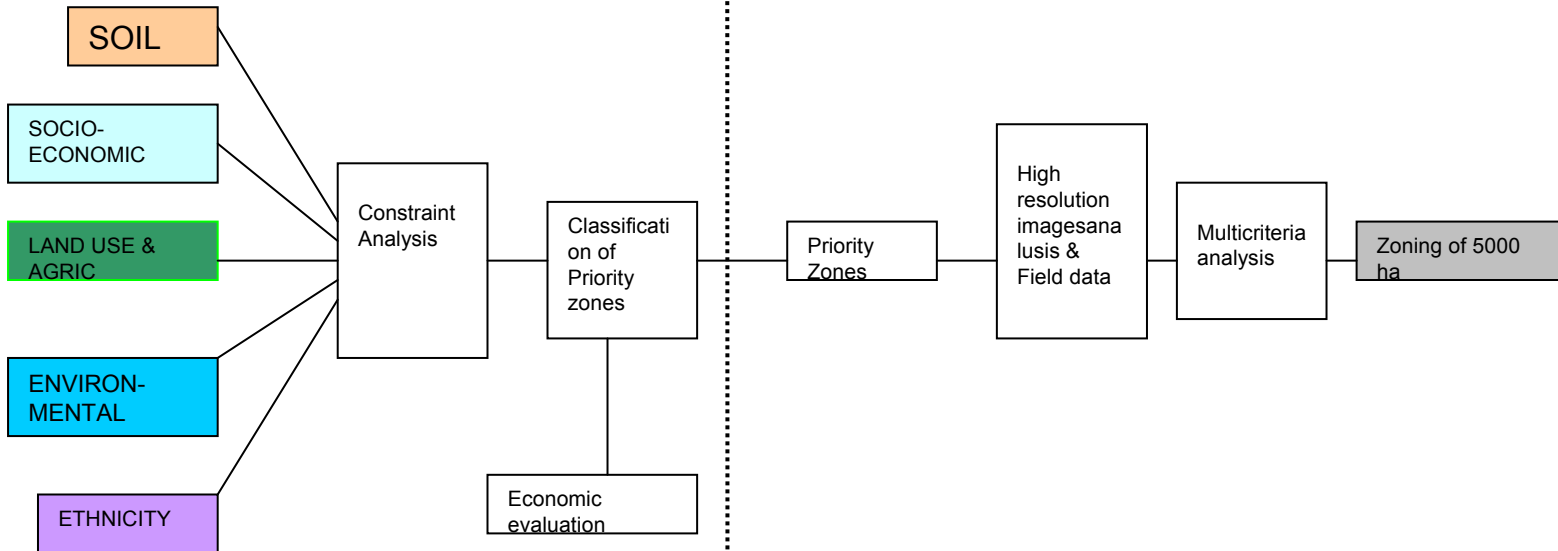 SOIL
SOCIO-
ECONOMIC
LAND USE &
AGRIC
ENVIRON-
MENTAL
ETHNICITY
Constraint
Analysis
Classificati
on of
Priority
zones
Economic
evaluation
Priority
Zones
High
resolution
imagesana
lusis &
Field data
Multicriteria
analysis
Zoning of 5000
ha